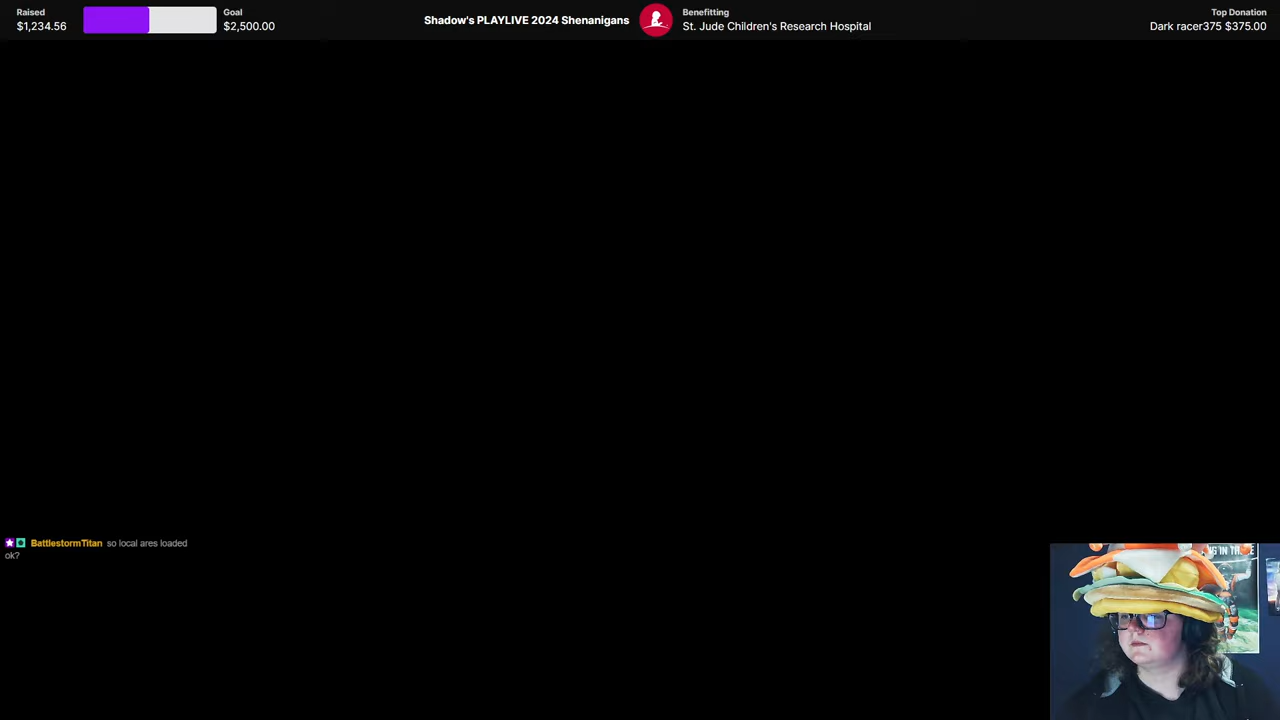 Raised
$1,234.56
Goal
$2,500.00
Shadow's PLAYLIVE 2024 Shenanigans
Benefitting
St. Jude Children's Research Hospital
Top Donation
Dark racer375 $375.00
BattlestormTitan so local ares loaded
ok?